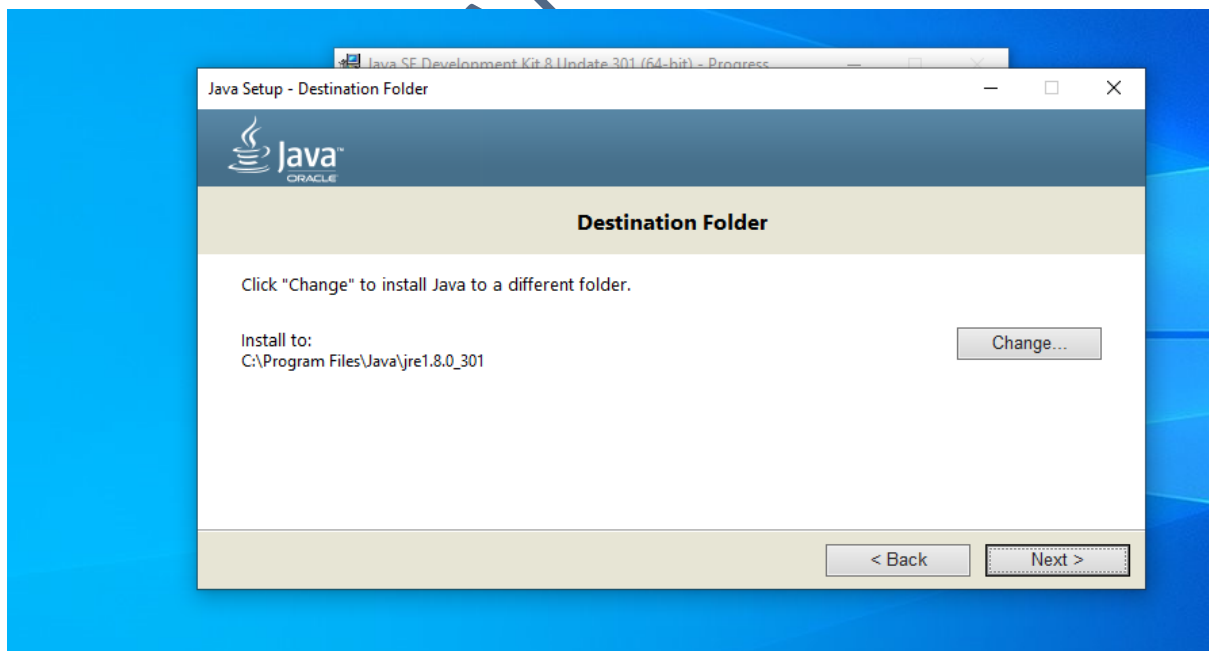 Java SE Development Kit 8 Update 301 (64-bit) - Progress
Java Setup - Destination Folder
Java™
ORACLE
Destination Folder
Click "Change" to install Java to a different folder.
Install to:
Change...
C:\Program Files\Java\jre1.8.0_301
< Back
Next >